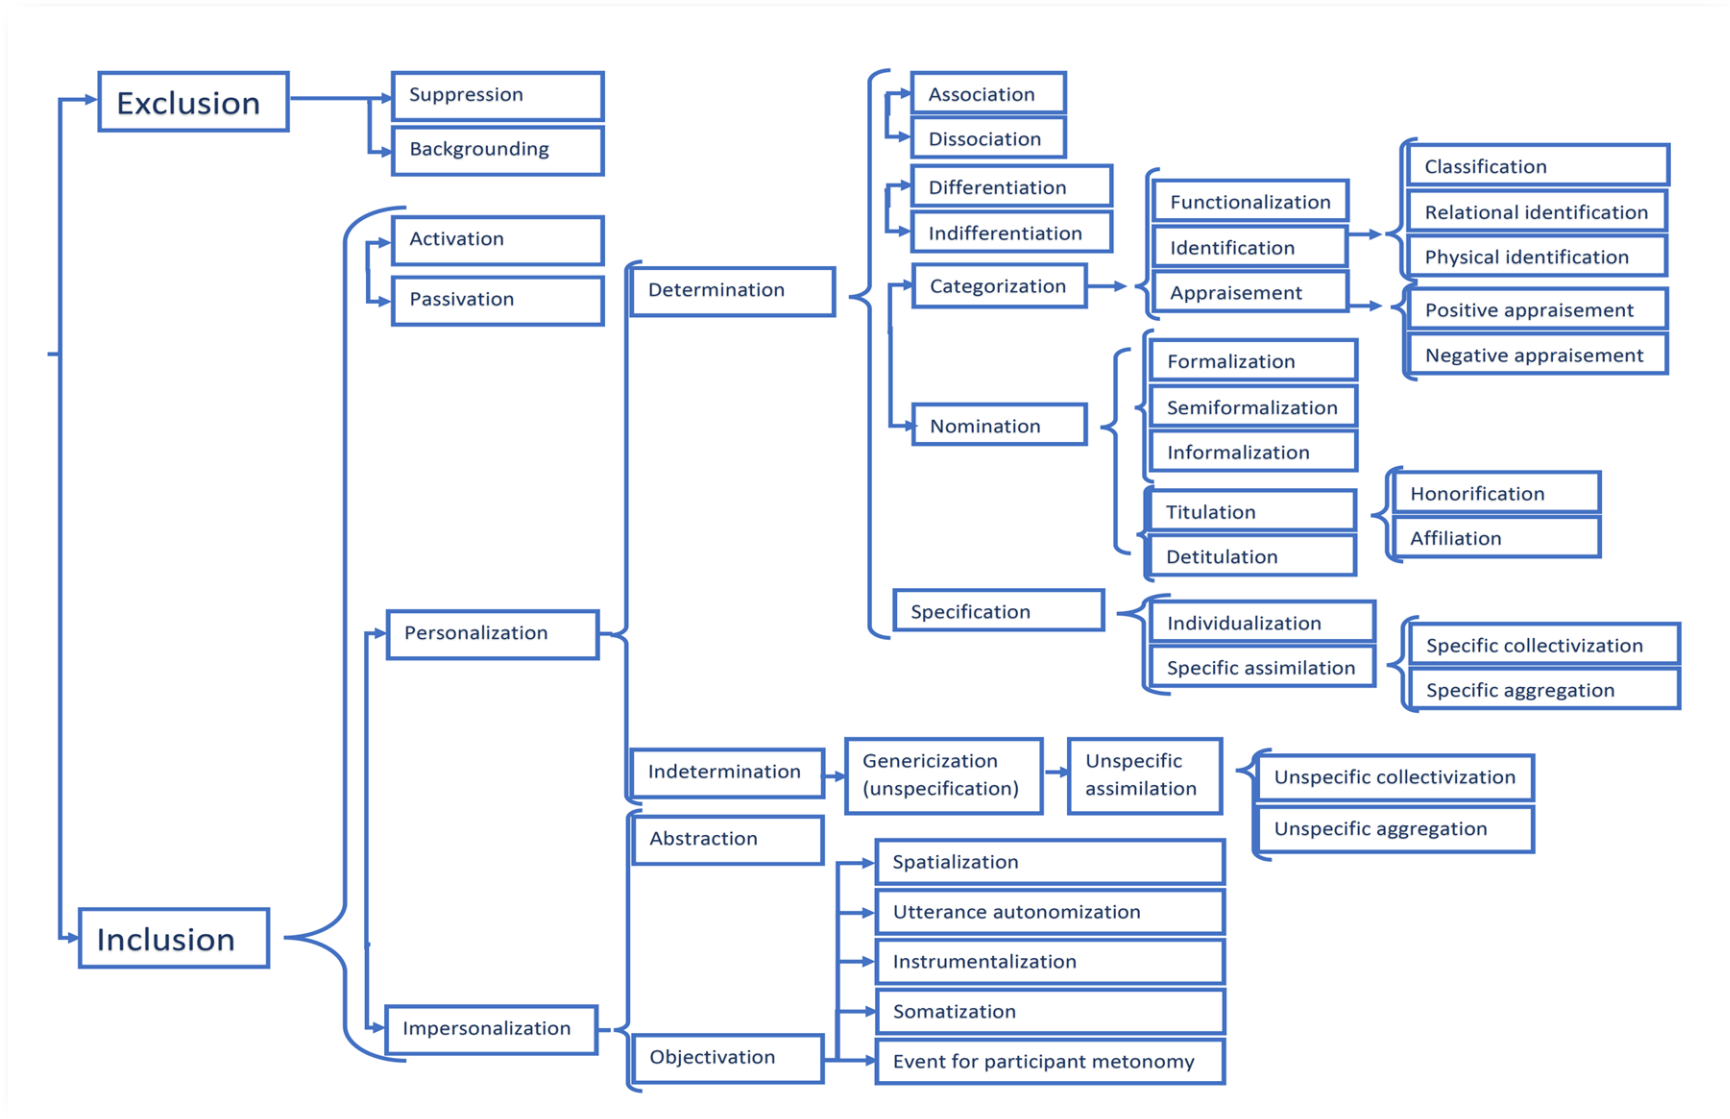 Exclusion
Suppression
Backgrounding
Activation
Passivation
Determination
Association
Dissociation
Differentiation
Indifferentiation
Categorization
Functionalization
Identification
Appraisement
Classification
Relational identification
Physical identification
Positive appraisement
Negative appraisement
Nomination
Formalization
Semiformalization
Informalization
Titulation
Detitulation
Honorification
Affiliation
Personalization
Specification
Individualization
Specific assimilation
Specific collectivization
Specific aggregation
Indetermination
Genericization
(unspecification)
Unspecific
assimilation
Unspecific collectivization
Unspecific aggregation
Inclusion
Impersonalization
Abstraction
Objectivation
Spatialization
Utterance autonomization
Instrumentalization
Somatization
Event for participant metonomy